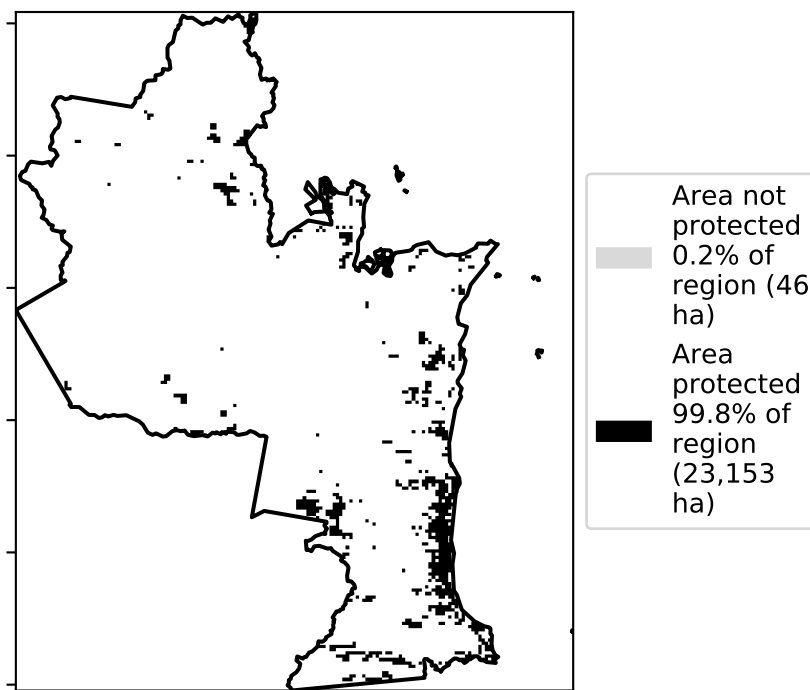 Area not
protected
0.2% of
region (46
ha)
Area
protected
99.8% of
region
(23,153
ha)